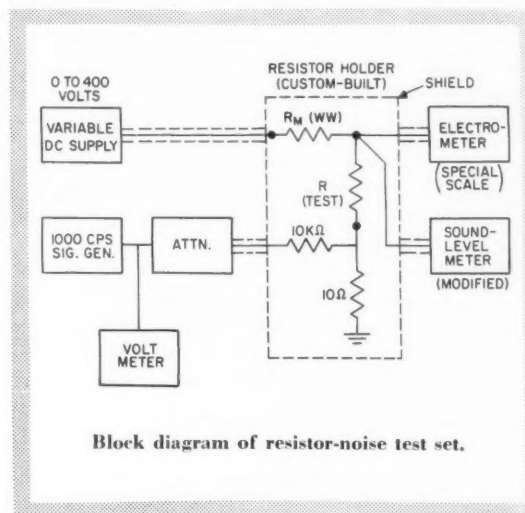 0 TO 400
VOLTS
VARIABLE
DC SUPPLY
RESISTOR HOLDER
(CUSTOM-BUILT)
SHIELD
RM (WW)
ELECTRO-
METER
(SPECIAL
SCALE)
R
(TEST)
1000 CPS
SIG. GEN.
ATTN.
10KΩ
SOUND-
LEVEL
METER
(MODIFIED)
10Ω
VOLT
METER
Block diagram of resistor-noise test set.